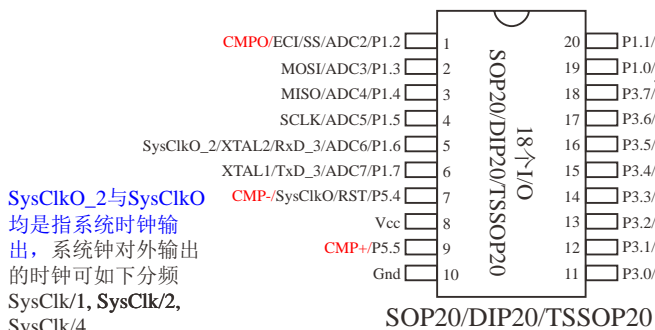 CMPO/ECI/SS/ADC2/P1.2 1 20 P1.1/
MOSI/ADC3/P1.3 2 19 P1.0/
MISO/ADC4/P1.4 3 18 P3.7/
SCLK/ADC5/P1.5 4 17 P3.6/
SysClkO_2/XTAL2/RxD_3/ADC6/P1.6 5 16 P3.5/
XTAL1/TxD_3/ADC7/P1.7 6 15 P3.4/
CMP-/SysClkO/RST/P5.4 7 14 P3.3/
Vcc 8 13 P3.2/
CMP+/P5.5 9 12 P3.1/
Gnd 10 11 P3.0/
18个I/O
SOP20/DIP20/TSSOP20
SysClkO_2与SysClkO
均是指系统时钟输
出，系统钟对外输出
的时钟可如下分频
SysClk/1, SysClk/2,
SysClk/4
SOP20/DIP20/TSSOP20